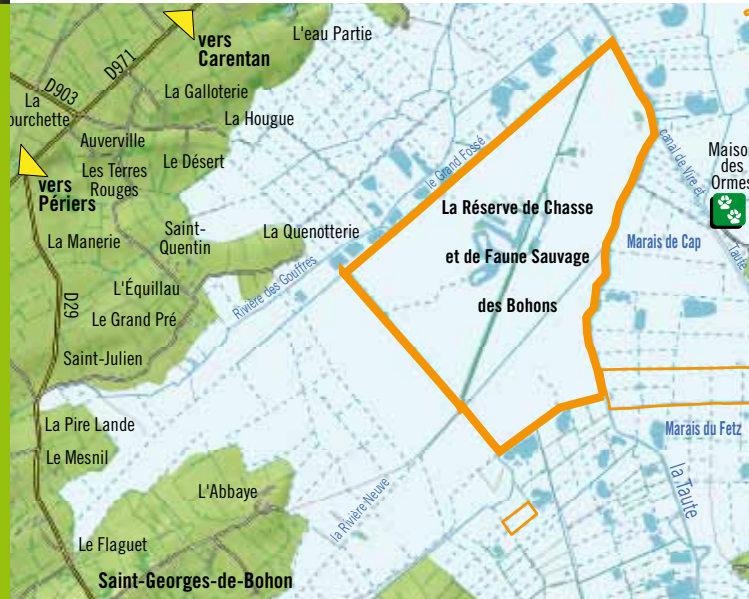 L'eau Partie
vers
Carentan
D971
D903
La Galloterie
La
La Hougue
Auverville
Le Désert
Les Terres
Rouges
vers
Périers
La Manerie
Saint-
Quentin
La Quenotterie
le Grand Fossé
canal de Vire et
Taute
des
Ormes
La Réserve de Chasse
et de Faune Sauvage
des Bohons
Marais de Cap
D29
L'Équillau
Le Grand Pré
Rivière des Gouffres
Saint-Julien
La Pire Lande
Le Mesnil
Marais du Fetz
la Taute
L'Abbaye
la Rivière Neuve
Le Flaguet
Saint-Georges-de-Bohon